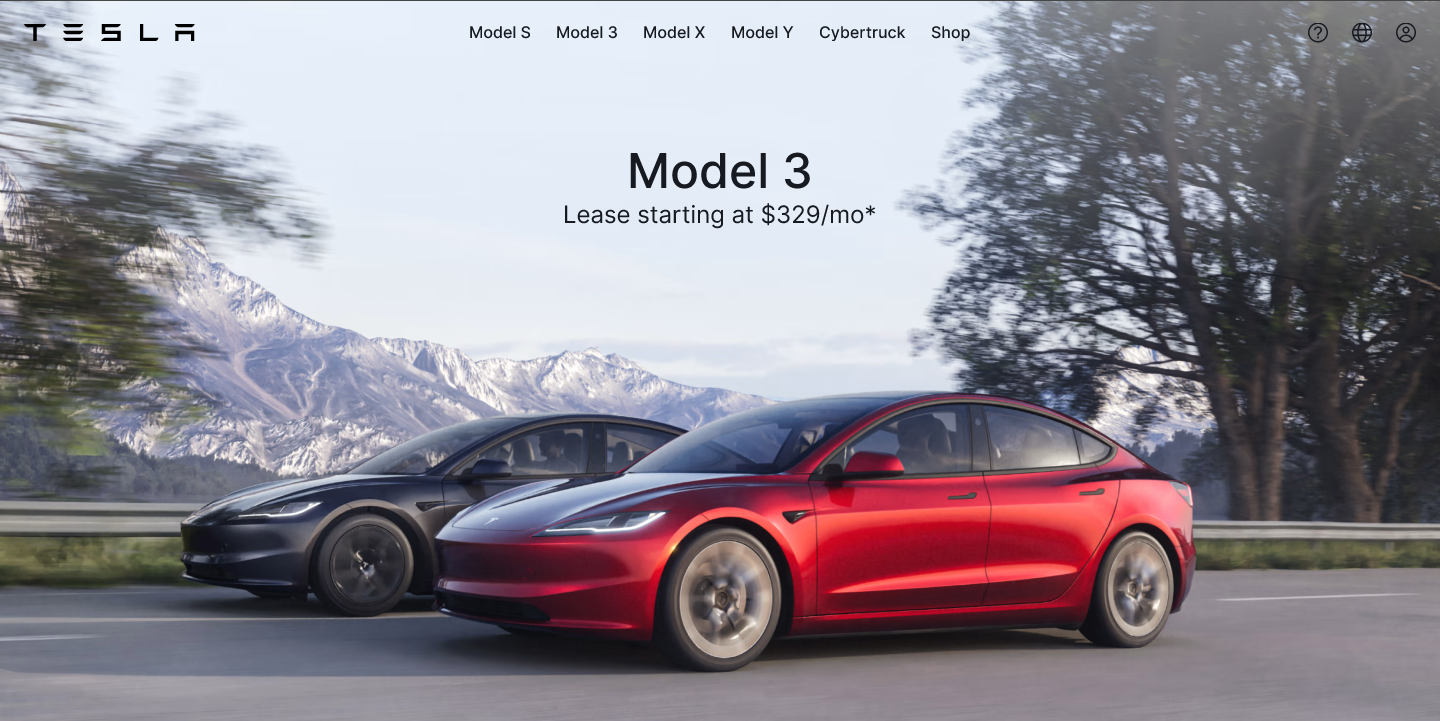 TESLA
Model S Model 3 Model X Model Y Cybertruck Shop
Model 3
Lease starting at $329/mo*